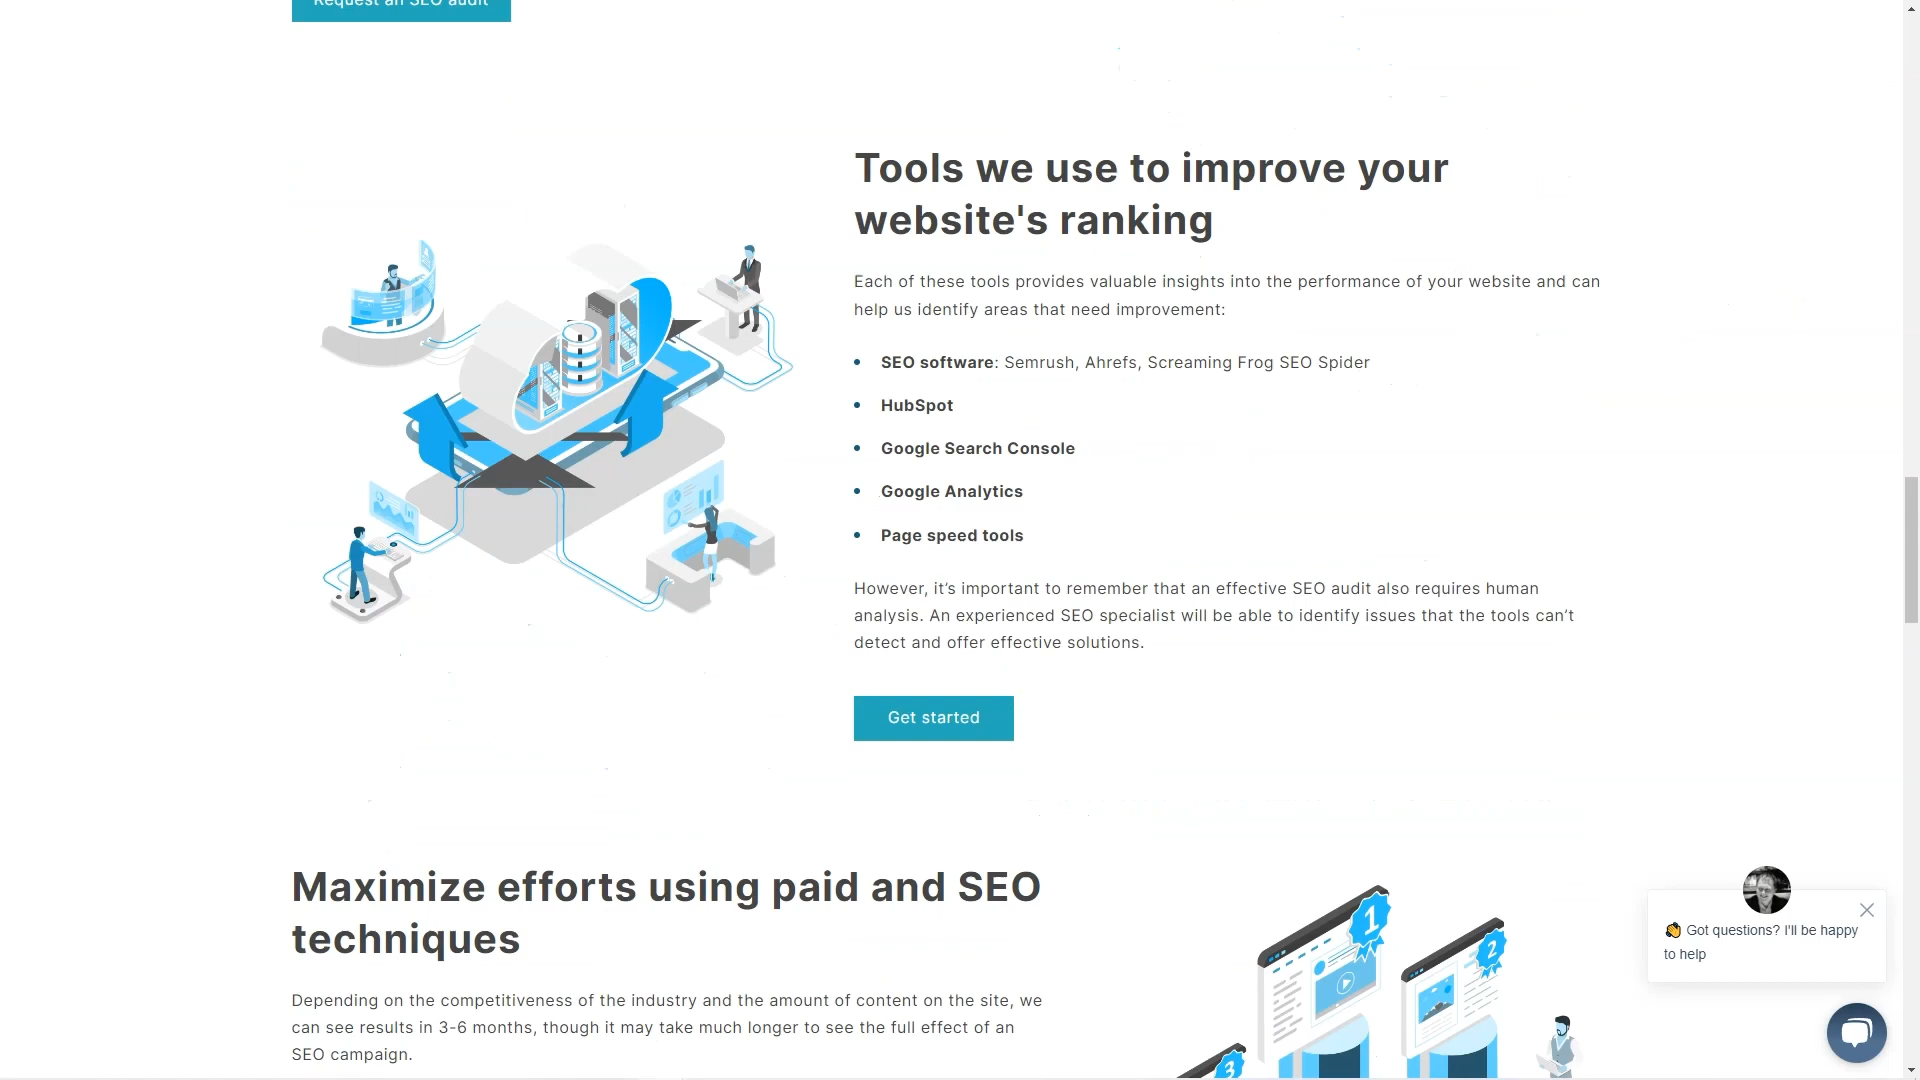 Request an SEO audit
Tools we use to improve your
website's ranking
Each of these tools provides valuable insights into the performance of your website and can
help us identify areas that need improvement:
• SEO software: Semrush, Ahrefs, Screaming Frog SEO Spider
• HubSpot
• Google Search Console
• Google Analytics
• Page speed tools
However, it’s important to remember that an effective SEO audit also requires human
analysis. An experienced SEO specialist will be able to identify issues that the tools can’t
detect and offer effective solutions.
Get started
Maximize efforts using paid and SEO
techniques
Depending on the competitiveness of the industry and the amount of content on the site, we
can see results in 3-6 months, though it may take much longer to see the full effect of an
SEO campaign.
1
2
3
👋 Got questions? I'll be happy
to help